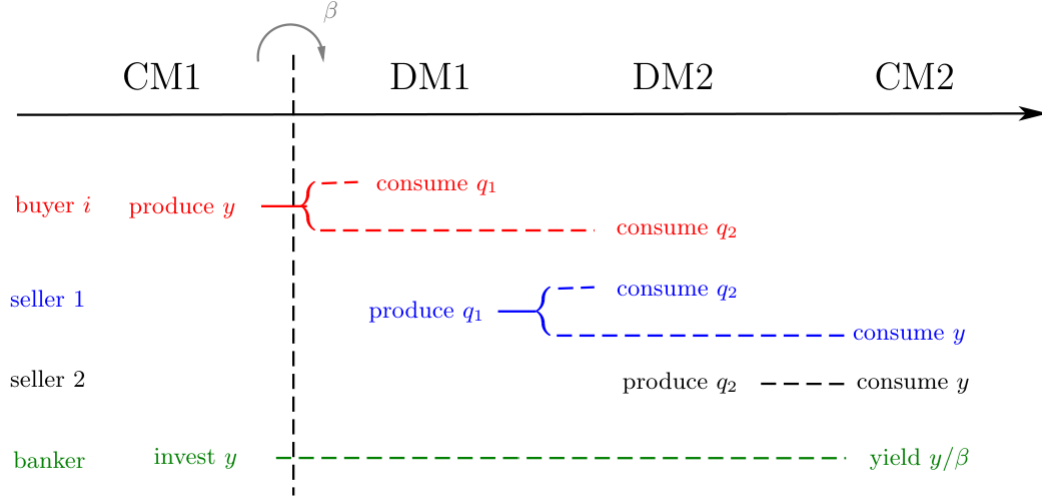 β
CM1 DM1 DM2 CM2
buyer i produce y consume q₁
consume q₂
seller 1 produce q₁ consume q₂
consume y
seller 2 produce q₂ consume y
banker invest y yield y/β